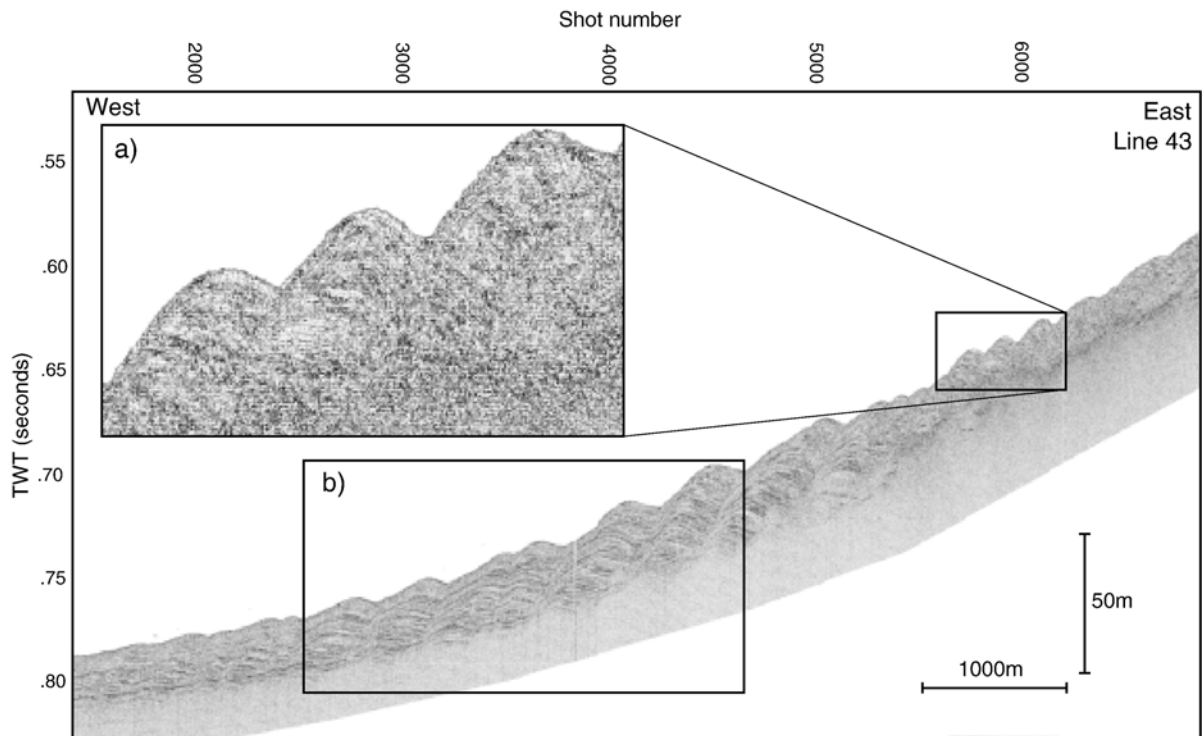 Shot number
2000 3000 4000 5000 6000
West
East
Line 43
a)
.55
.60
.65
.70
.75
.80
TWT (seconds)
b)
50m
1000m